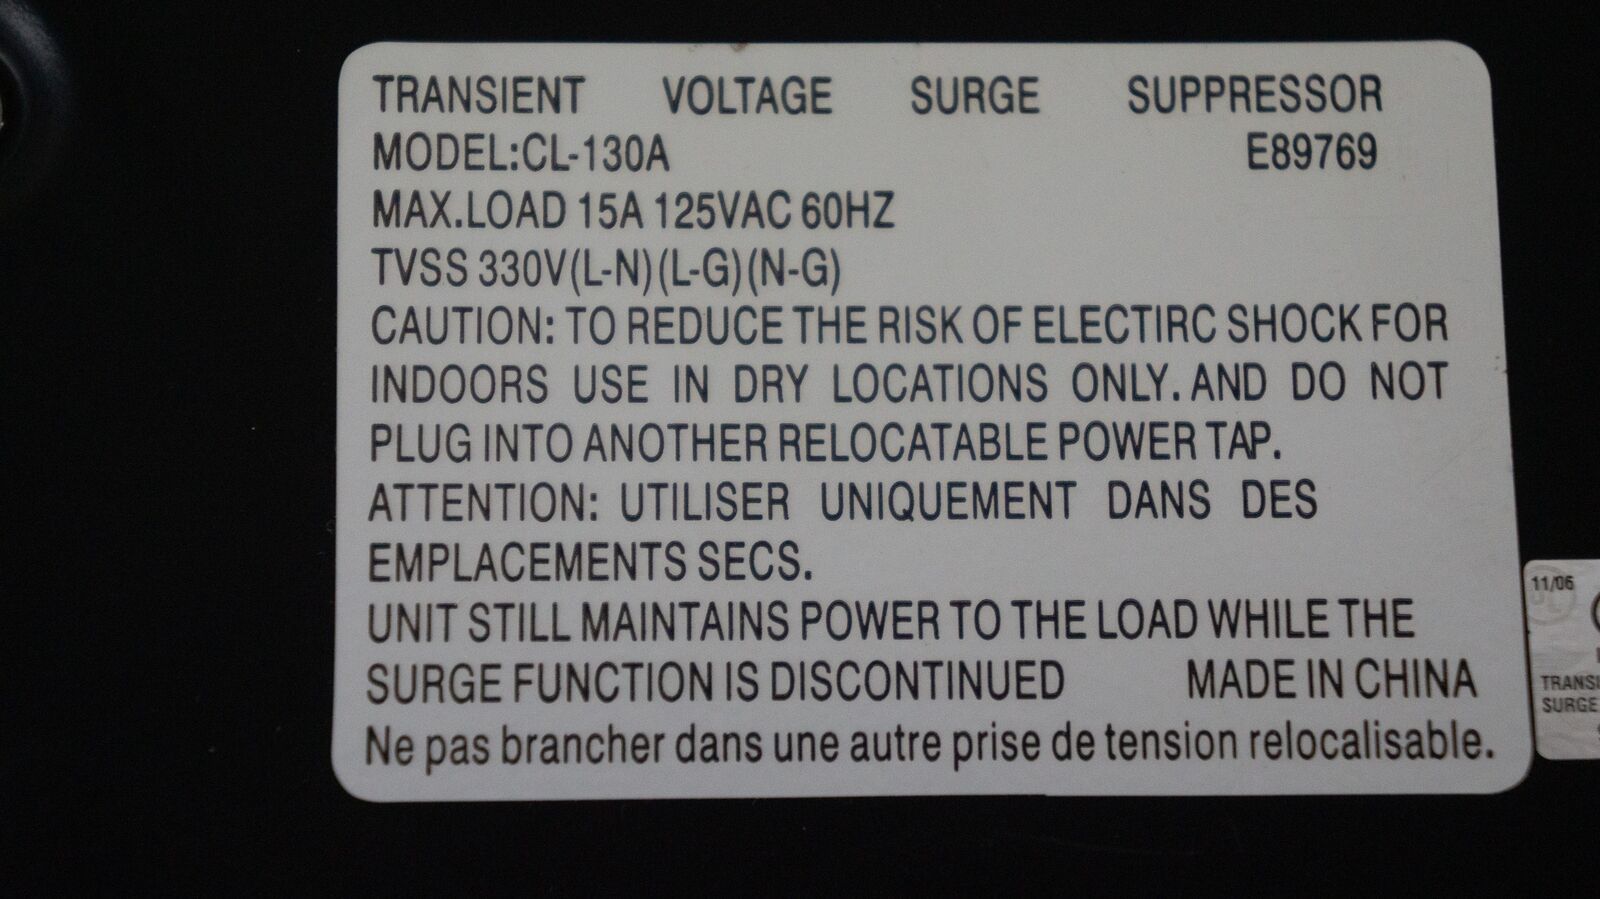 TRANSIENT VOLTAGE SURGE SUPPRESSOR
MODEL:CL-130A E89769
MAX.LOAD 15A 125VAC 60HZ
TVSS 330V(L-N)(L-G)(N-G)
CAUTION: TO REDUCE THE RISK OF ELECTIRC SHOCK FOR
INDOORS USE IN DRY LOCATIONS ONLY. AND DO NOT
PLUG INTO ANOTHER RELOCATABLE POWER TAP.
ATTENTION: UTILISER UNIQUEMENT DANS DES
EMPLACEMENTS SECS.
UNIT STILL MAINTAINS POWER TO THE LOAD WHILE THE
SURGE FUNCTION IS DISCONTINUED MADE IN CHINA
Ne pas brancher dans une autre prise de tension relocalisable.
11/06
TRANSI
SURGE